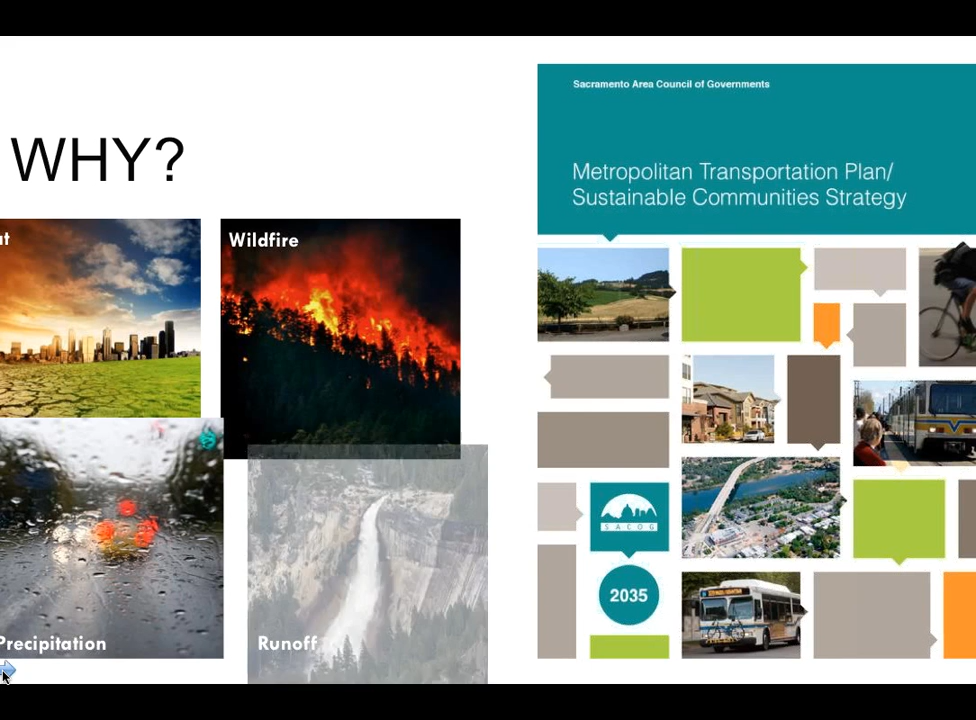 WHY?
Wildfire
Precipitation
Runoff
Sacramento Area Council of Governments
Metropolitan Transportation Plan/
Sustainable Communities Strategy
SACOG
2035